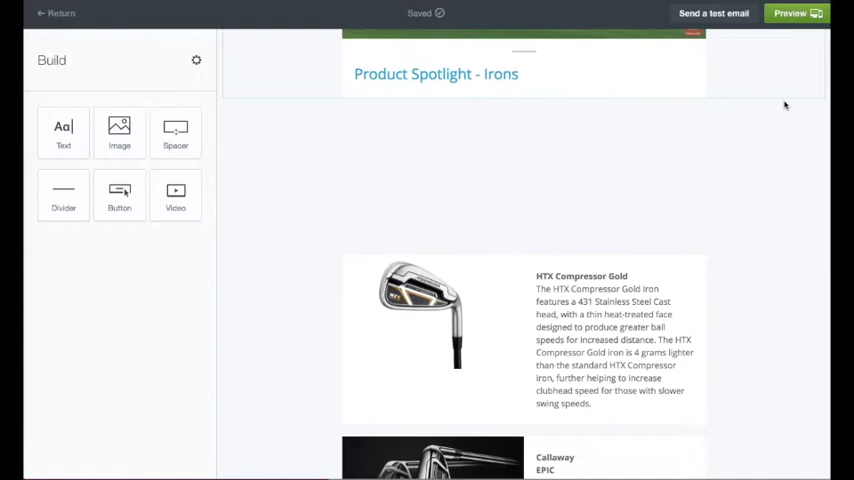 Return
Saved
Send a test email
Preview
Build
Product Spotlight - Irons
Aa
Text
Image
Spacer
Divider
Button
Video
HTX Compressor Gold
The HTX Compressor Gold Iron
features a 431 Stainless Steel Cast
head, with a thin heat-treated face
designed to produce greater ball
speeds for increased distance. The HTX
Compressor Gold iron is 4 grams lighter
than the standard HTX Compressor
iron, further helping to increase
clubhead speed for those with slower
swing speeds.
Callaway
EPIC